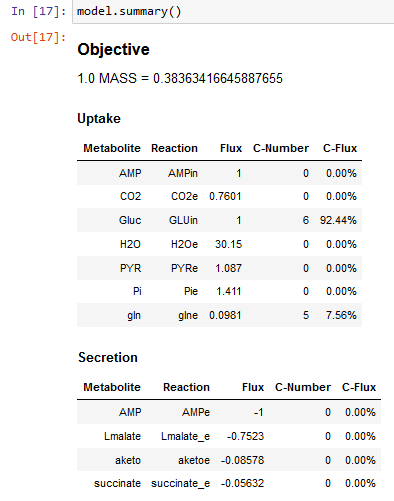 In [17]: model.summary()
Out[17]: Objective
1.0 MASS = 0.38363416645887655
Uptake
Metabolite Reaction Flux C-Number C-Flux
AMP AMPin 1 0 0.00%
CO2 CO2e 0.7601 0 0.00%
Gluc GLUin 1 6 92.44%
H2O H2Oe 30.15 0 0.00%
PYR PYRe 1.087 0 0.00%
Pi Pie 1.411 0 0.00%
gln glne 0.0981 5 7.56%
Secretion
Metabolite Reaction Flux C-Number C-Flux
AMP AMPe -1 0 0.00%
Lmalate Lmalate_e -0.7523 0 0.00%
aketo aketoe -0.08578 0 0.00%
succinate succinate_e -0.05632 0 0.00%